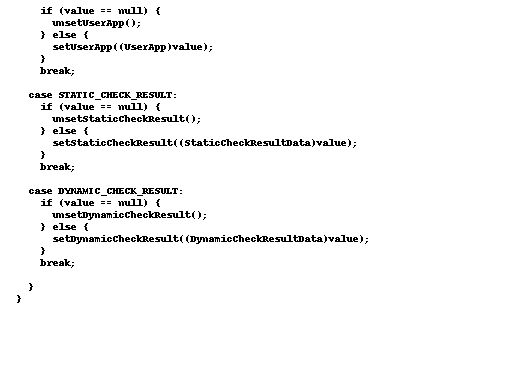 if (value == null) {
      unsetUserApp();
    } else {
      setUserApp((UserApp)value);
    }
    break;

  case STATIC_CHECK_RESULT:
    if (value == null) {
      unsetStaticCheckResult();
    } else {
      setStaticCheckResult((StaticCheckResultData)value);
    }
    break;

  case DYNAMIC_CHECK_RESULT:
    if (value == null) {
      unsetDynamicCheckResult();
    } else {
      setDynamicCheckResult((DynamicCheckResultData)value);
    }
    break;

  }
}